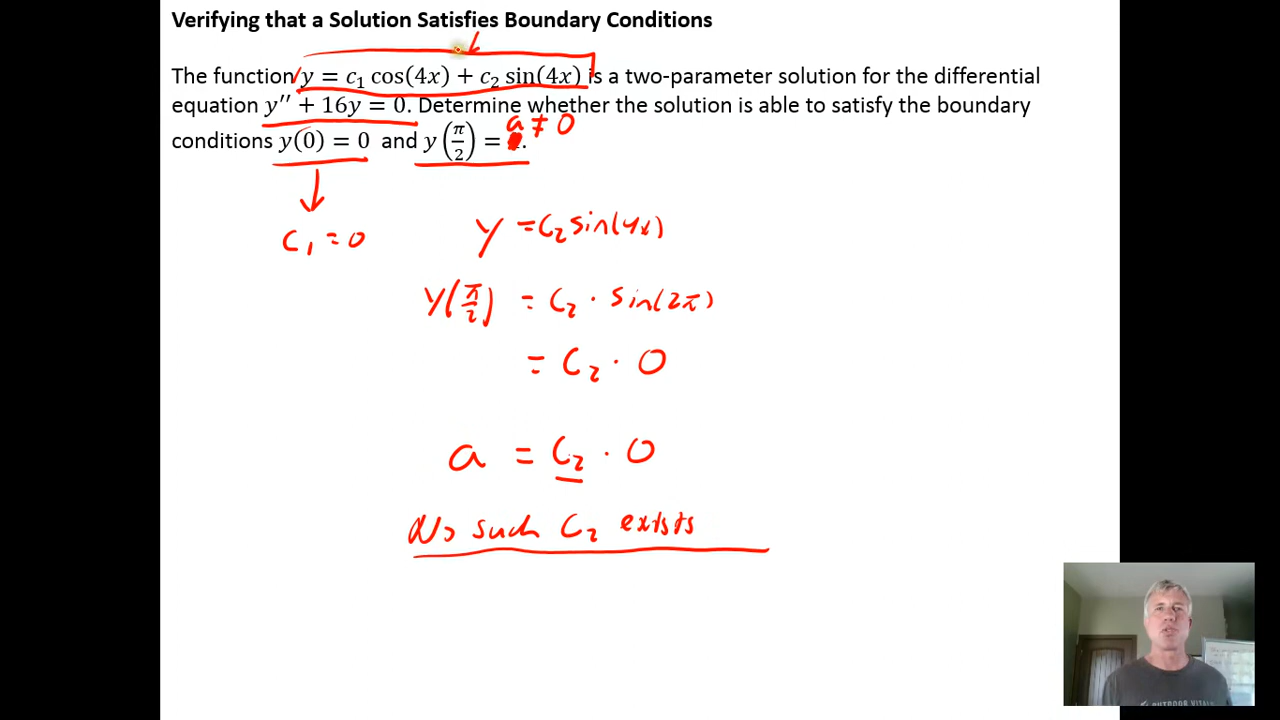 Verifying that a Solution Satisfies Boundary Conditions
The function y = c₁ cos(4x) + c₂ sin(4x) is a two-parameter solution for the differential
equation y′′ + 16y = 0. Determine whether the solution is able to satisfy the boundary
conditions y(0) = 0 and y(π/2) = a ≠ 0.
c₁ = 0
y = c₂ sin(4x)
y(π/2) = c₂ · sin(2π)
= c₂ · 0
a = c₂ · 0
No such c₂ exists
OUTDOOR